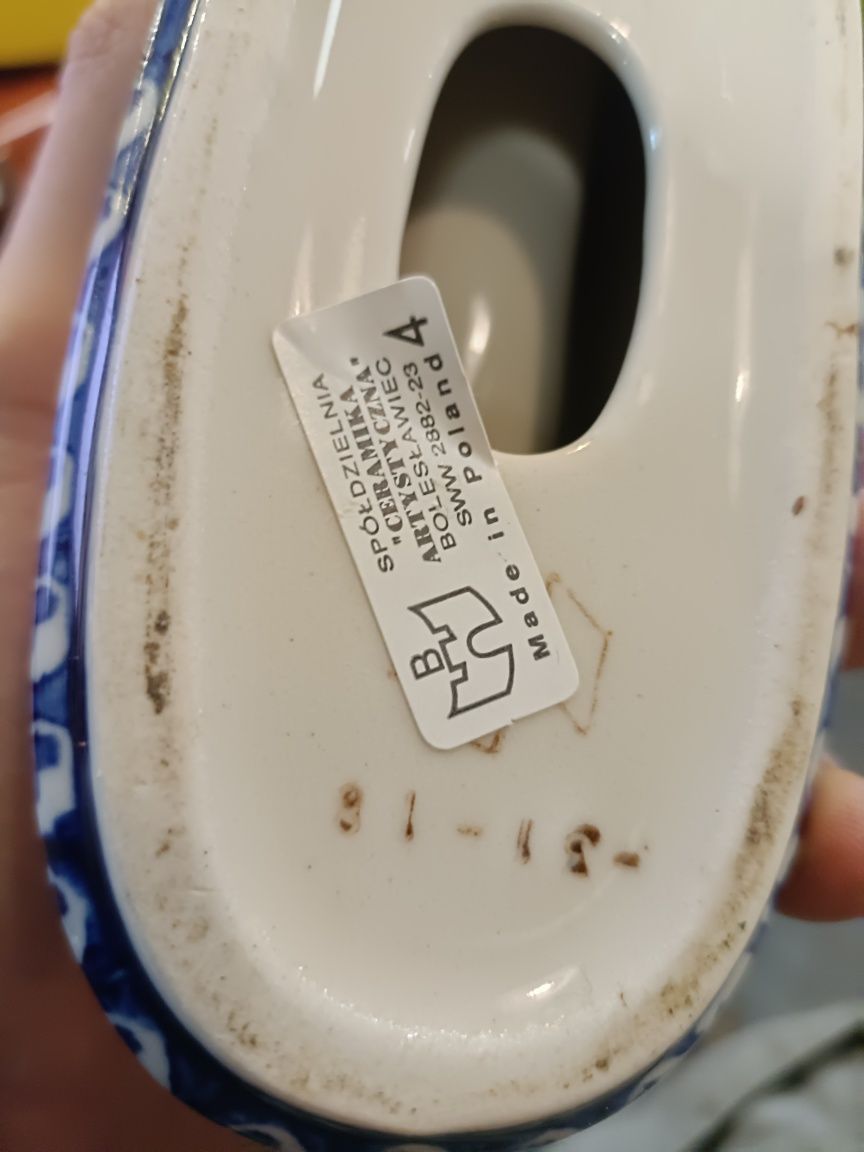 SPÓŁDZIELNIA
"CERAMIKA
ARTYSTYCZNA"
BOLESŁAWIEC
SWW 2882-23
Made in Poland 4
B